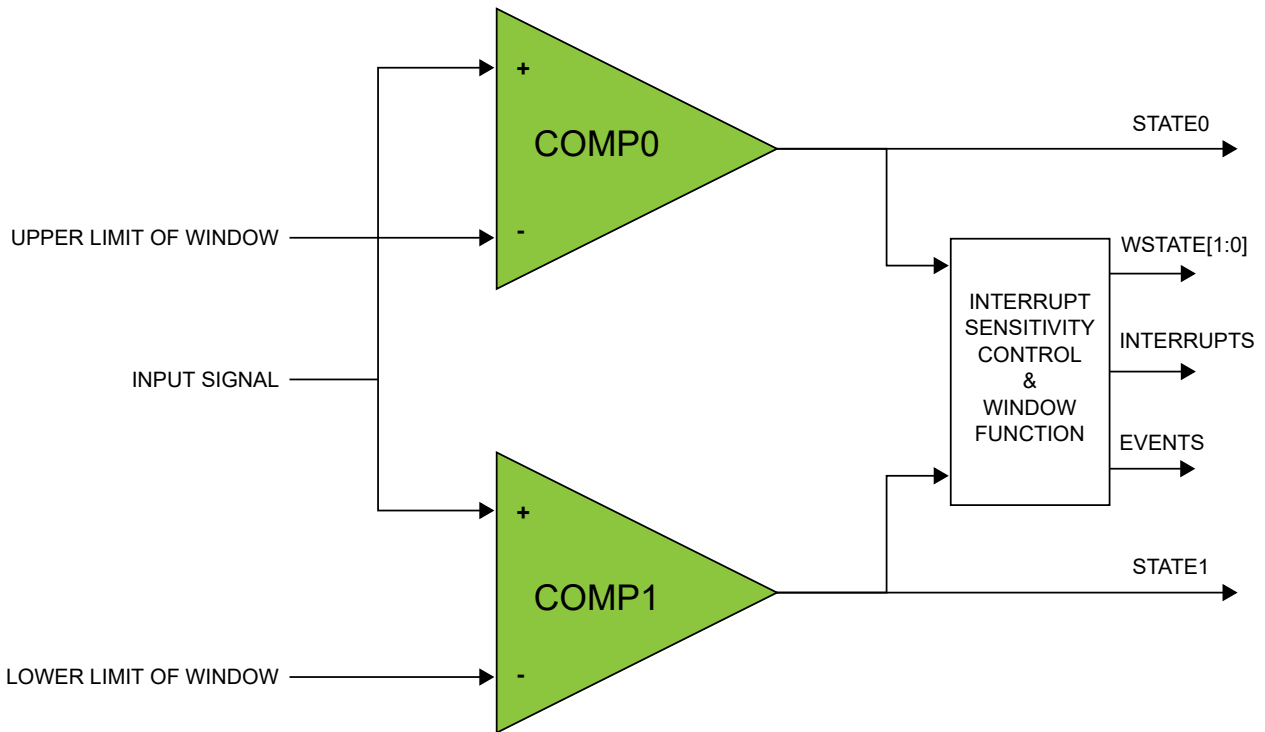 +
COMP0
-
STATE0
UPPER LIMIT OF WINDOW
WSTATE[1:0]
INTERRUPT
SENSITIVITY
CONTROL
&
WINDOW
FUNCTION
INTERRUPTS
EVENTS
INPUT SIGNAL
+
COMP1
-
STATE1
LOWER LIMIT OF WINDOW